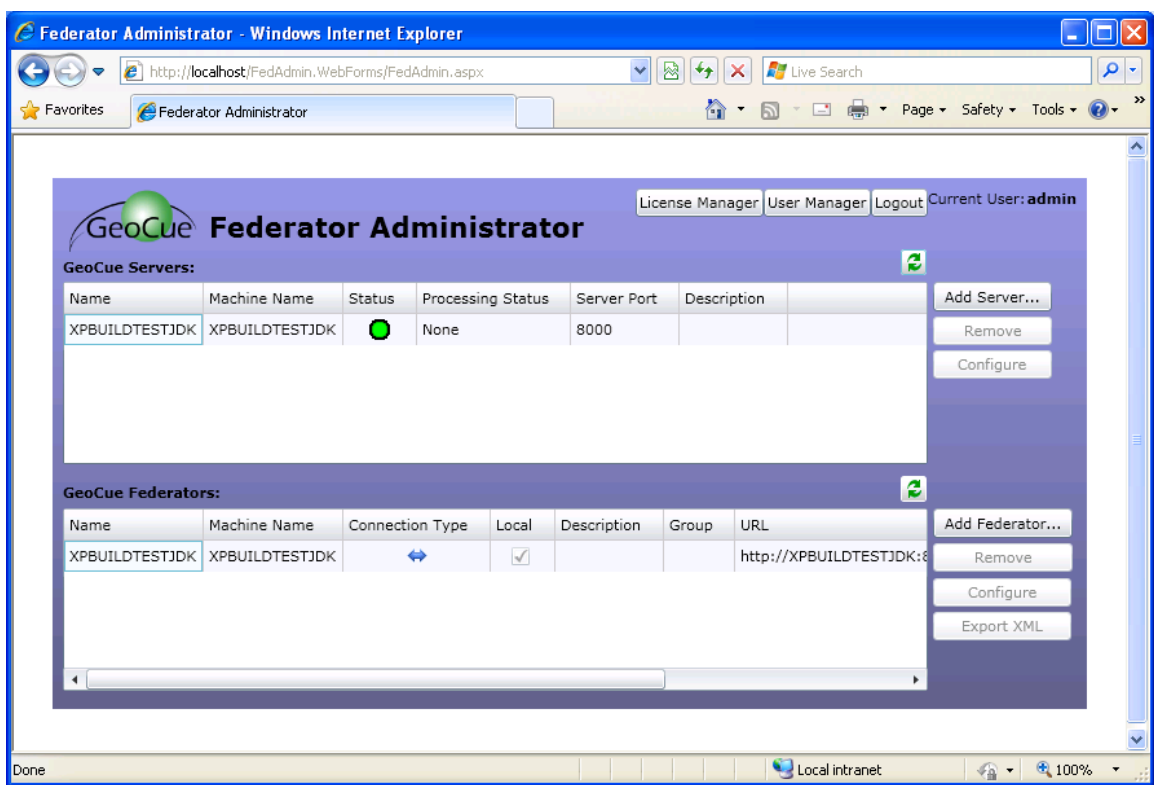 Federator Administrator - Windows Internet Explorer
http://localhost/FedAdmin.WebForms/FedAdmin.aspx Live Search
Favorites Federator Administrator Page Safety Tools »
License Manager User Manager Logout Current User: admin
GeoCue Federator Administrator
GeoCue Servers:
Name Machine Name Status Processing Status Server Port Description Add Server...
XPBUILDTESTJDK XPBUILDTESTJDK None 8000 Remove
Configure
GeoCue Federators:
Name Machine Name Connection Type Local Description Group URL Add Federator...
XPBUILDTESTJDK XPBUILDTESTJDK http://XPBUILDTESTJDK:8 Remove
Configure
Export XML
Done Local intranet 100%